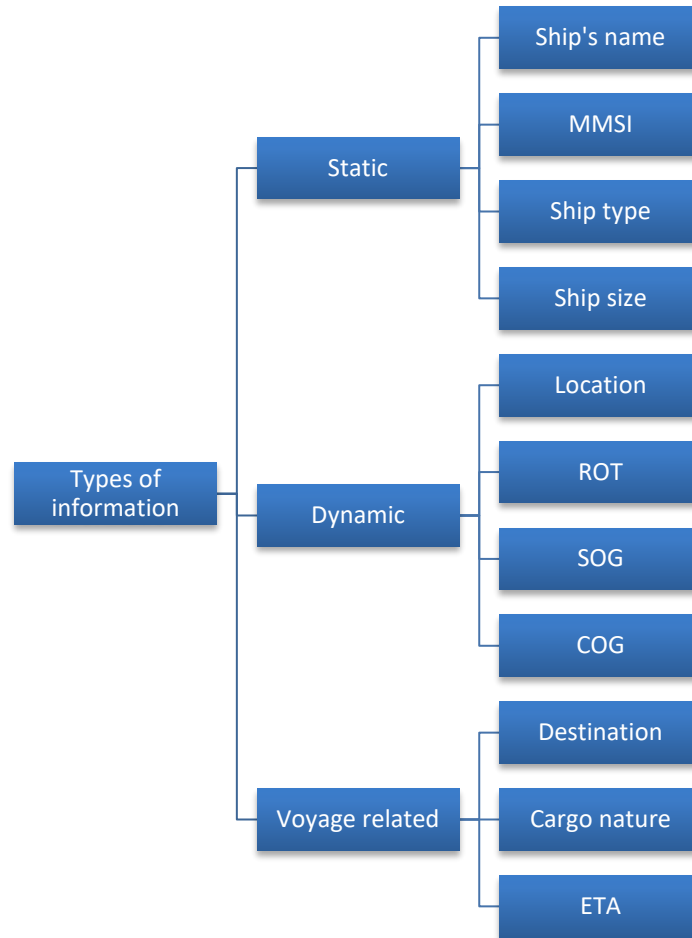 Types of
information
Static
Ship's name
MMSI
Ship type
Ship size
Dynamic
Location
ROT
SOG
COG
Voyage related
Destination
Cargo nature
ETA